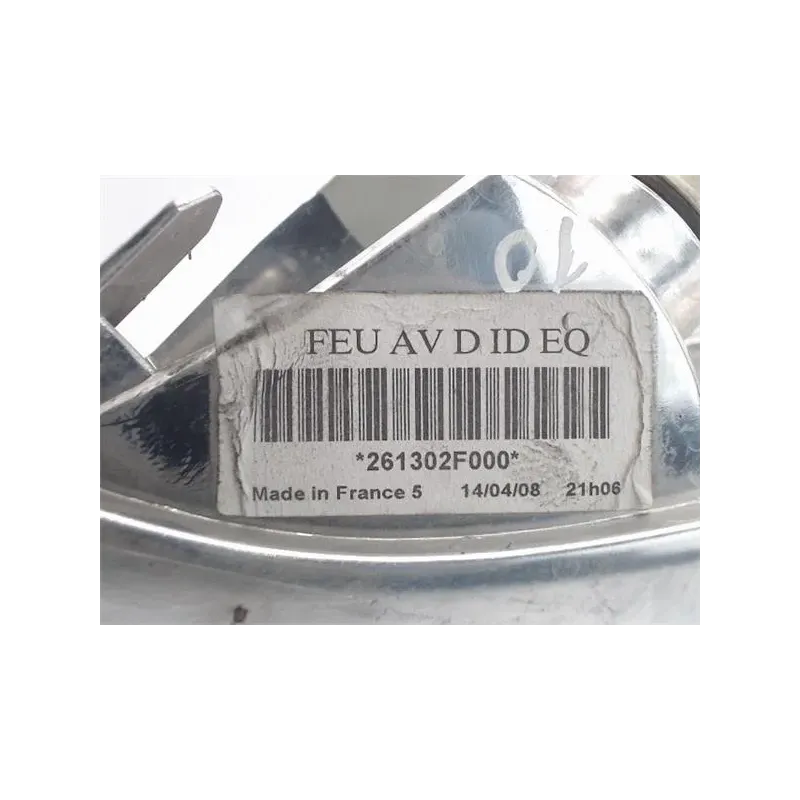 FEU AV D ID EQ
*261302F000*
Made in France 5 14/04/08 21h06